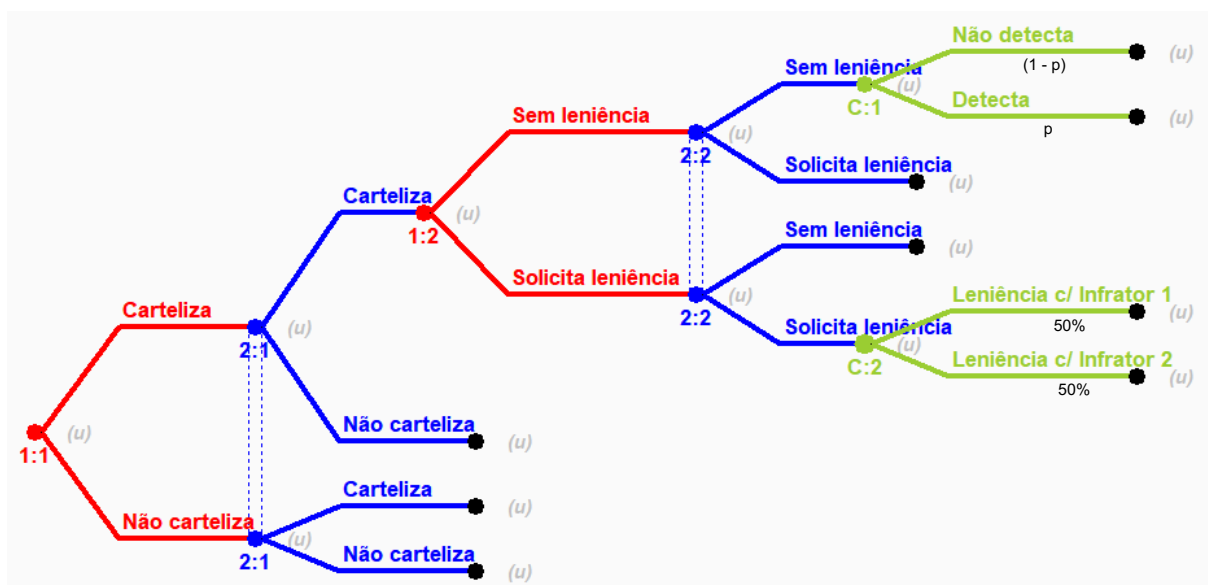 Não detecta
(u)
(1 - p)
Sem leniência
(u)
C:1
Detecta
(u)
p
Sem leniência
(u)
2:2
Solicita leniência
(u)
Carteliza
(u)
1:2
Sem leniência
(u)
Solicita leniência
(u)
2:2
Leniência c/ Infrator 1
(u)
50%
Carteliza
(u)
2:1
Solicita leniência
(u)
C:2
Leniência c/ Infrator 2
(u)
50%
Não carteliza
(u)
1:1
(u)
Carteliza
(u)
Não carteliza
(u)
2:1
Não carteliza
(u)